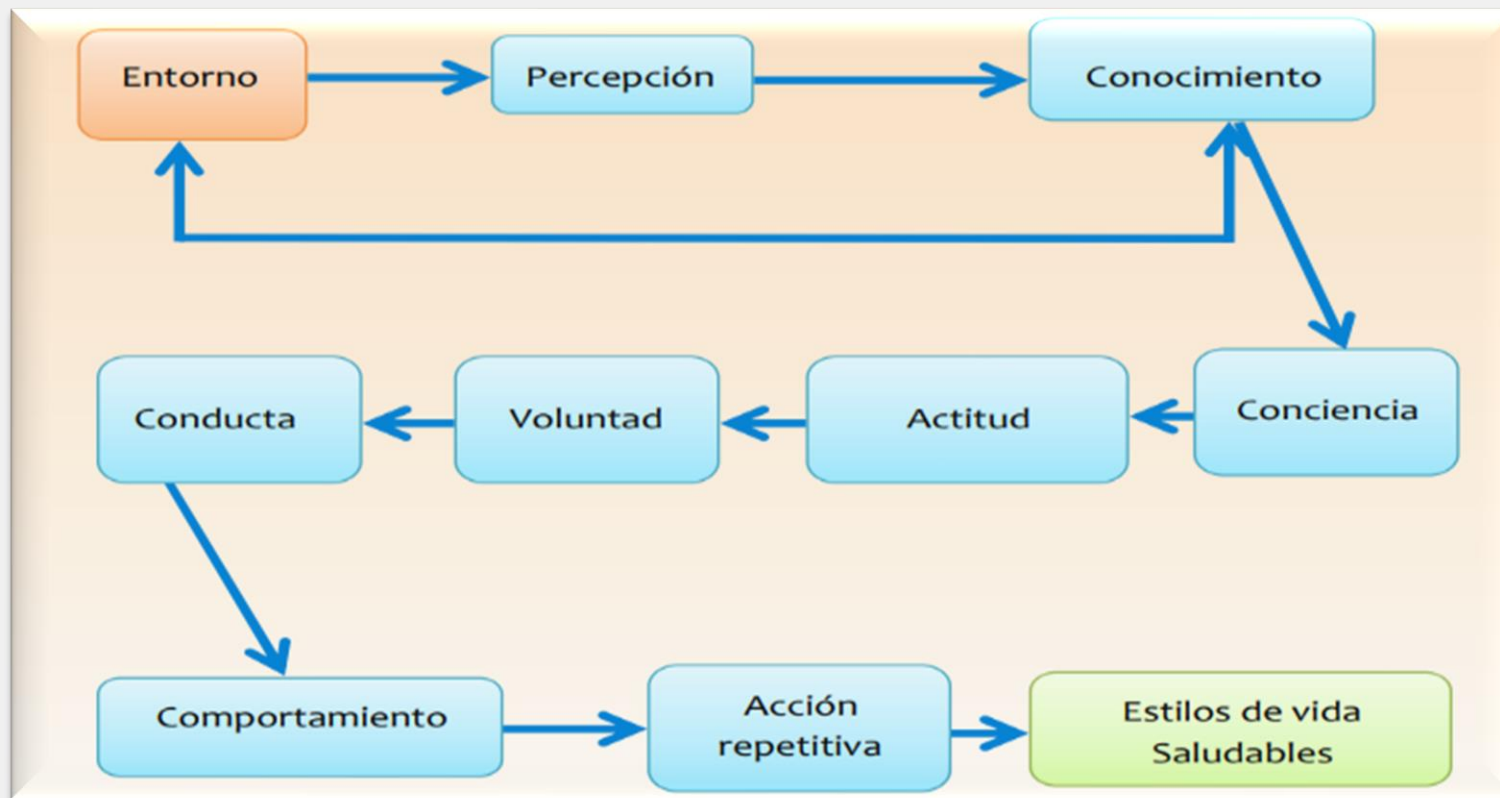 Entorno
Percepción
Conocimiento
Conciencia
Actitud
Voluntad
Conducta
Comportamiento
Acción
repetitiva
Estilos de vida
Saludables